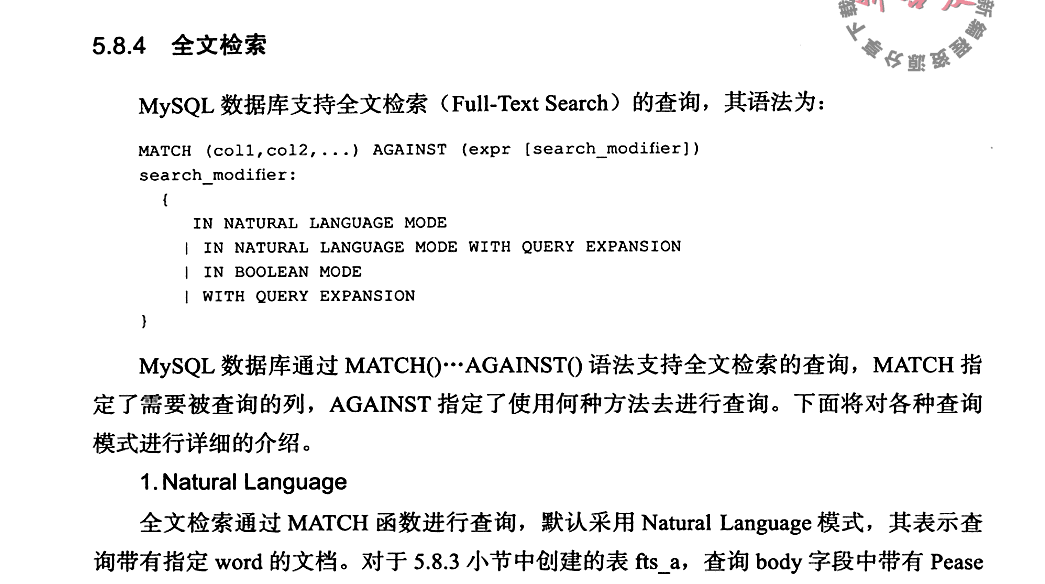 5.8.4 全文检索
MySQL 数据库支持全文检索（Full-Text Search）的查询，其语法为：
MATCH (col1,col2,...) AGAINST (expr [search_modifier])
search_modifier:
{
IN NATURAL LANGUAGE MODE
| IN NATURAL LANGUAGE MODE WITH QUERY EXPANSION
| IN BOOLEAN MODE
| WITH QUERY EXPANSION
}
MySQL 数据库通过 MATCH()…AGAINST() 语法支持全文检索的查询，MATCH 指
定了需要被查询的列，AGAINST 指定了使用何种方法去进行查询。下面将对各种查询
模式进行详细的介绍。
1. Natural Language
全文检索通过 MATCH 函数进行查询，默认采用 Natural Language 模式，其表示查
询带有指定 word 的文档。对于 5.8.3 小节中创建的表 fts_a，查询 body 字段中带有 Pease